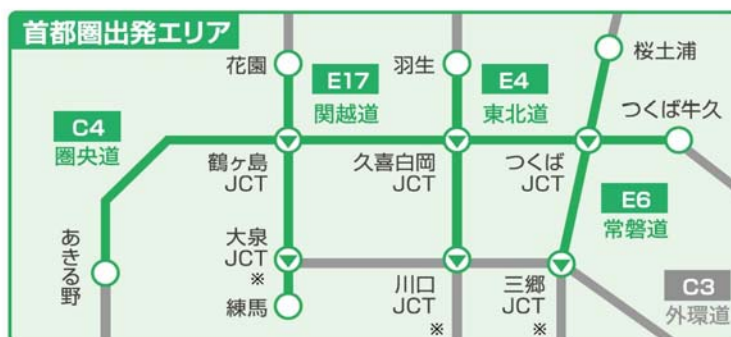 首都圏出発エリア
花園
E17
関越道
羽生
E4
東北道
桜土浦
つくば牛久
C4
圏央道
鶴ヶ島
JCT
久喜白岡
JCT
つくば
JCT
E6
常磐道
あきる野
大泉
JCT
※
練馬
川口
JCT
※
三郷
JCT
※
C3
外環道